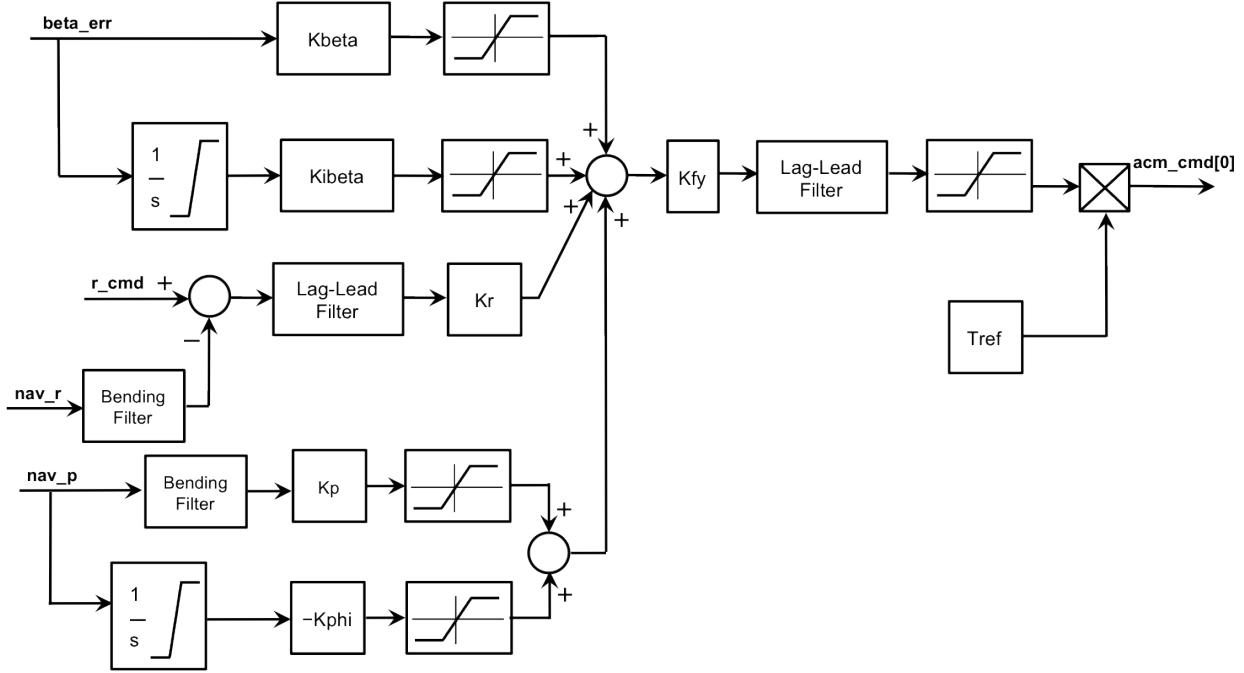 beta_err
Kbeta
1
s
Kibeta
+
+
+
+
Kfy
Lag-Lead
Filter
acm_cmd[0]
r_cmd
+
−
Lag-Lead
Filter
Kr
Tref
nav_r
Bending
Filter
nav_p
Bending
Filter
Kp
+
1
s
−Kphi
+